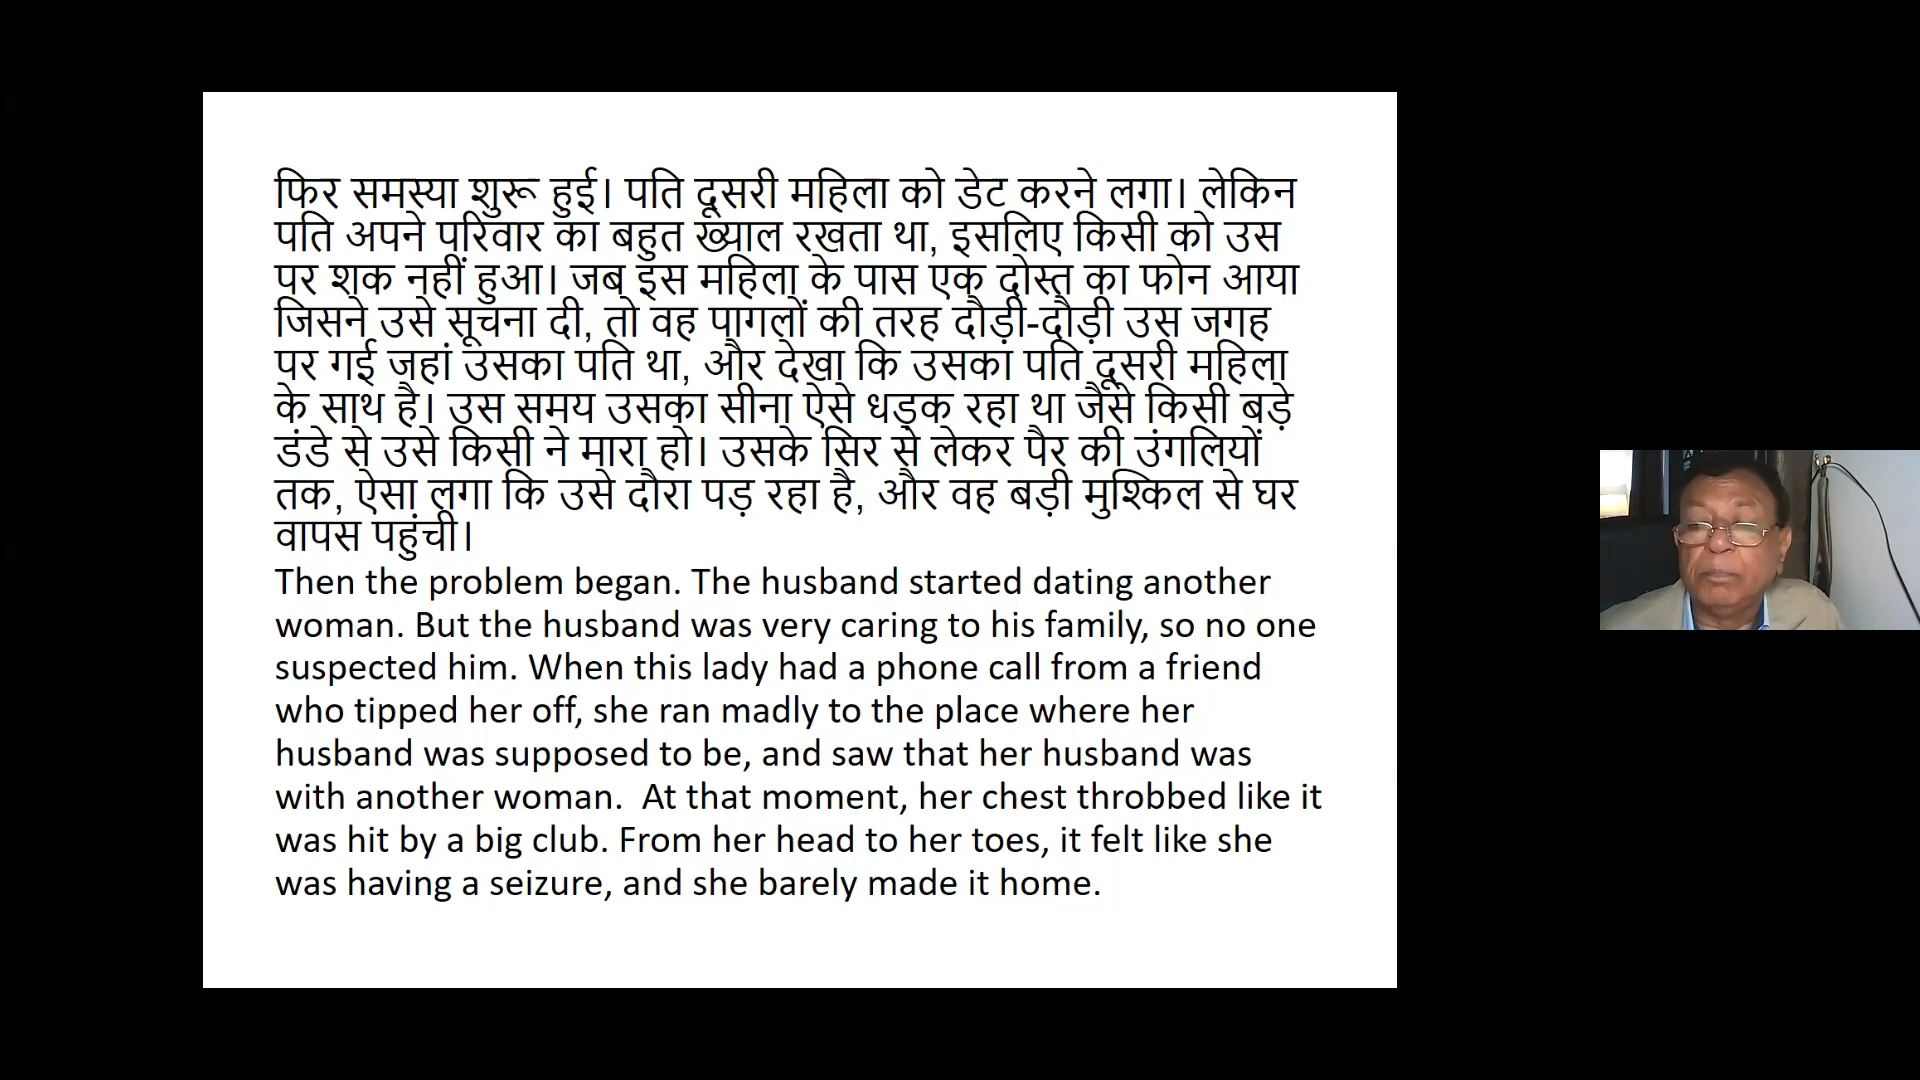 फिर समस्या शुरू हुई। पति दूसरी महिला को डेट करने लगा। लेकिन
पति अपने परिवार का बहुत ख्याल रखता था, इसलिए किसी को उस
पर शक नहीं हुआ। जब इस महिला के पास एक दोस्त का फोन आया
जिसने उसे सूचना दी, तो वह पागलों की तरह दौड़ी-दौड़ी उस जगह
पर गई जहां उसका पति था, और देखा कि उसका पति दूसरी महिला
के साथ है। उस समय उसका सीना ऐसे धड़क रहा था जैसे किसी बड़े
डंडे से उसे किसी ने मारा हो। उसके सिर से लेकर पैर की उंगलियों
तक, ऐसा लगा कि उसे दौरा पड़ रहा है, और वह बड़ी मुश्किल से घर
वापस पहुंची।
Then the problem began. The husband started dating another
woman. But the husband was very caring to his family, so no one
suspected him. When this lady had a phone call from a friend
who tipped her off, she ran madly to the place where her
husband was supposed to be, and saw that her husband was
with another woman.  At that moment, her chest throbbed like it
was hit by a big club. From her head to her toes, it felt like she
was having a seizure, and she barely made it home.